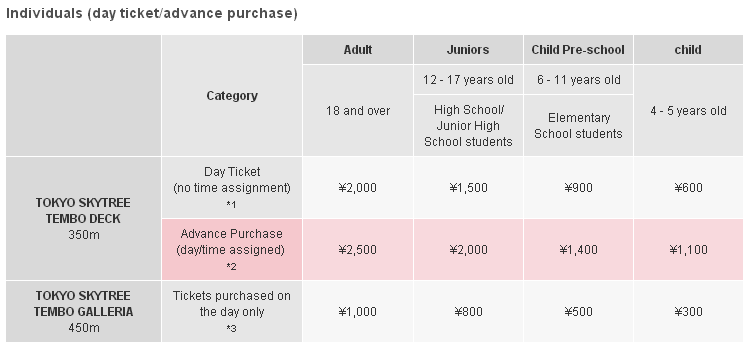 Individuals (day ticket/advance purchase)
Category
Adult
Juniors
Child Pre-school
child
18 and over
12 - 17 years old
6 - 11 years old
4 - 5 years old
High School/
Junior High
School students
Elementary
School students
TOKYO SKYTREE
TEMBO DECK
350m
Day Ticket
(no time assignment)
*1
¥2,000
¥1,500
¥900
¥600
Advance Purchase
(day/time assigned)
*2
¥2,500
¥2,000
¥1,400
¥1,100
TOKYO SKYTREE
TEMBO GALLERIA
450m
Tickets purchased on
the day only
*3
¥1,000
¥800
¥500
¥300